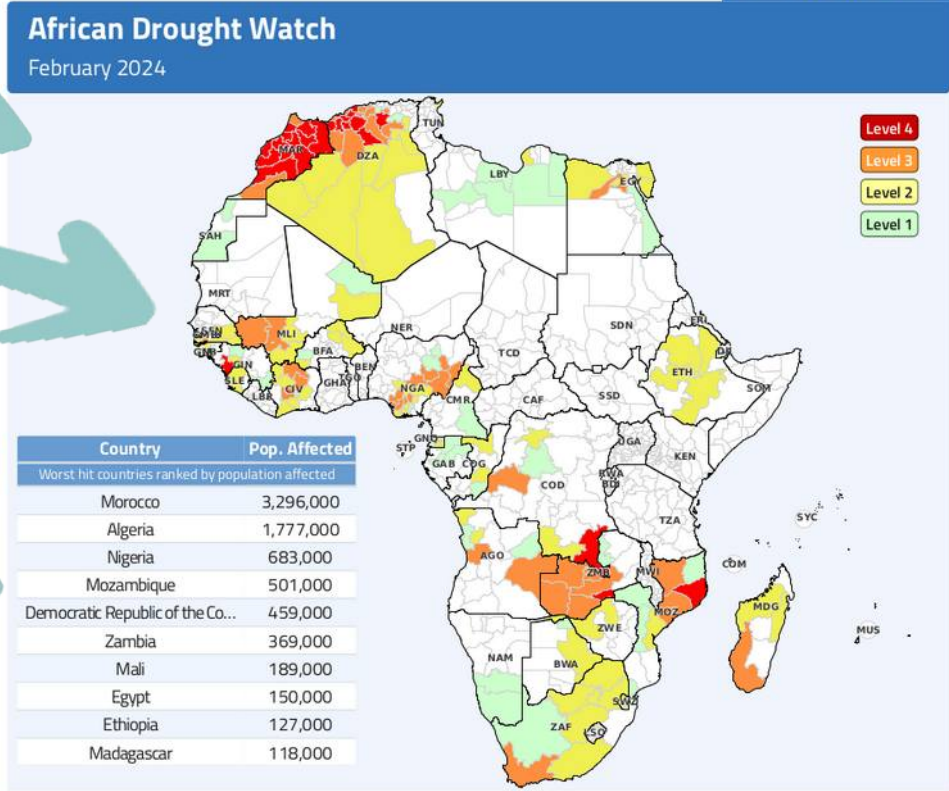 African Drought Watch
February 2024
Level 4
Level 3
Level 2
Level 1
TUN
MAR
DZA
LBY
EGY
SAH
MRT
MLI
NER
TCD
SDN
ERI
SEN
GNB
GIN
SLE
LBR
CIV
BFA
GHA
TGO
BEN
NGA
CMR
CAF
SSD
ETH
SOM
STP
GNQ
GAB
COG
COD
UGA
KEN
RWA
BDI
TZA
SYC
AGO
ZMB
MWI
COM
MOZ
MDG
MUS
NAM
ZWE
BWA
ZAF
SWZ
LSO
Country Pop. Affected
Worst hit countries ranked by population affected
Morocco 3,296,000
Algeria 1,777,000
Nigeria 683,000
Mozambique 501,000
Democratic Republic of the Co... 459,000
Zambia 369,000
Mali 189,000
Egypt 150,000
Ethiopia 127,000
Madagascar 118,000